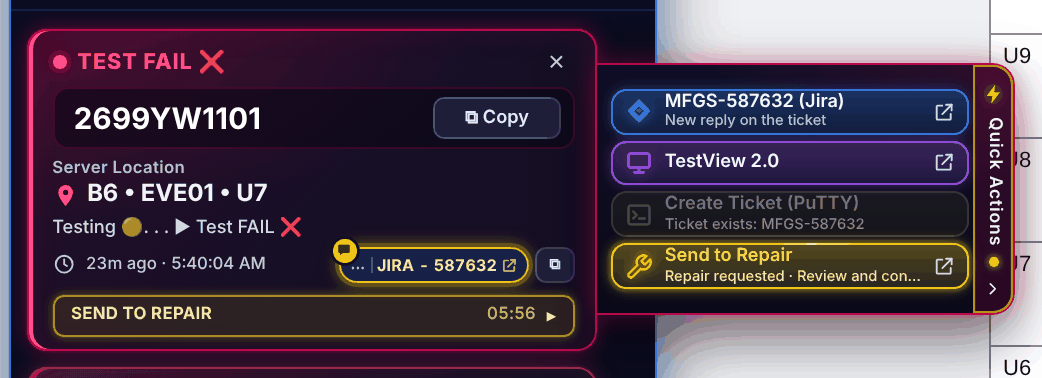 TEST FAIL ❌
×
2699YW1101
Copy
Server Location
B6 • EVE01 • U7
Testing 🟡... ▶ Test FAIL ❌
23m ago · 5:40:04 AM
... | JIRA - 587632
SEND TO REPAIR
05:56 ▶
MFGS-587632 (Jira)
New reply on the ticket
TestView 2.0
Create Ticket (PuTTY)
Ticket exists: MFGS-587632
Send to Repair
Repair requested · Review and con...
⚡ Quick Actions
U9
U8
U7
U6